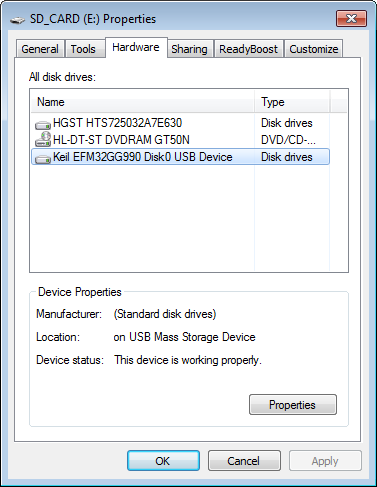 SD_CARD (E:) Properties
General Tools Hardware Sharing ReadyBoost Customize
All disk drives:
Name Type
HGST HTS725032A7E630 Disk drives
HL-DT-ST DVDRAM GT50N DVD/CD-...
Keil EFM32GG990 Disk0 USB Device Disk drives
Device Properties
Manufacturer: (Standard disk drives)
Location: on USB Mass Storage Device
Device status: This device is working properly.
Properties
OK Cancel Apply